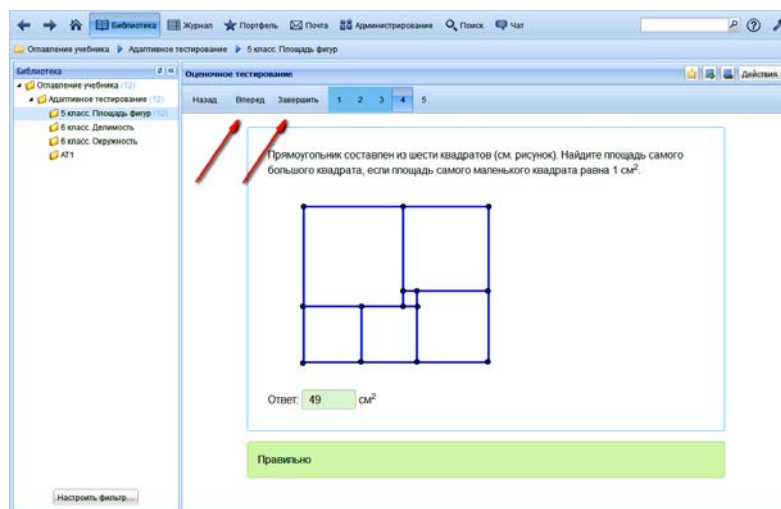 Библиотека Журнал Портфель Почта Администрирование Поиск Чат
Оглавление учебника Адаптивное тестирование 5 класс. Площадь фигур
Библиотека
Оглавление учебника (12)
Адаптивное тестирование (12)
5 класс. Площадь фигур (12)
6 класс. Делимость
6 класс. Окружность
АТ1
Настроить фильтр...
Оценочное тестирование
Действия
Назад Вперед Завершить 1 2 3 4 5
Прямоугольник составлен из шести квадратов (см. рисунок). Найдите площадь самого
большого квадрата, если площадь самого маленького квадрата равна 1 см².
Ответ: 49 см²
Правильно